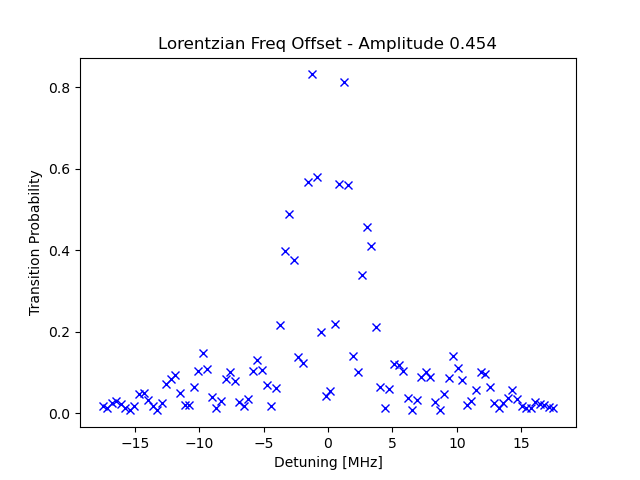 Lorentzian Freq Offset - Amplitude 0.454
0.8
0.6
0.4
0.2
0.0
Transition Probability
−15 −10 −5 0 5 10 15
Detuning [MHz]